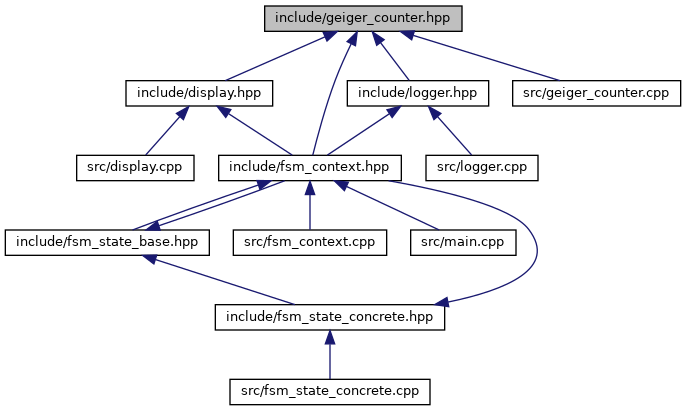 include/geiger_counter.hpp
include/display.hpp
include/logger.hpp
src/geiger_counter.cpp
src/display.cpp
include/fsm_context.hpp
src/logger.cpp
include/fsm_state_base.hpp
src/fsm_context.cpp
src/main.cpp
include/fsm_state_concrete.hpp
src/fsm_state_concrete.cpp